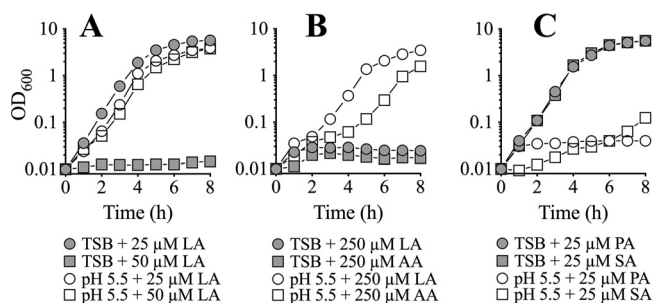 A
B
C
OD600
10
1
0.1
0.01
0 2 4 6 8
0 2 4 6 8
0 2 4 6 8
Time (h)
Time (h)
Time (h)
TSB + 25 µM LA
TSB + 50 µM LA
pH 5.5 + 25 µM LA
pH 5.5 + 50 µM LA
TSB + 250 µM LA
TSB + 250 µM AA
pH 5.5 + 250 µM LA
pH 5.5 + 250 µM AA
TSB + 25 µM PA
TSB + 25 µM SA
pH 5.5 + 25 µM PA
pH 5.5 + 25 µM SA